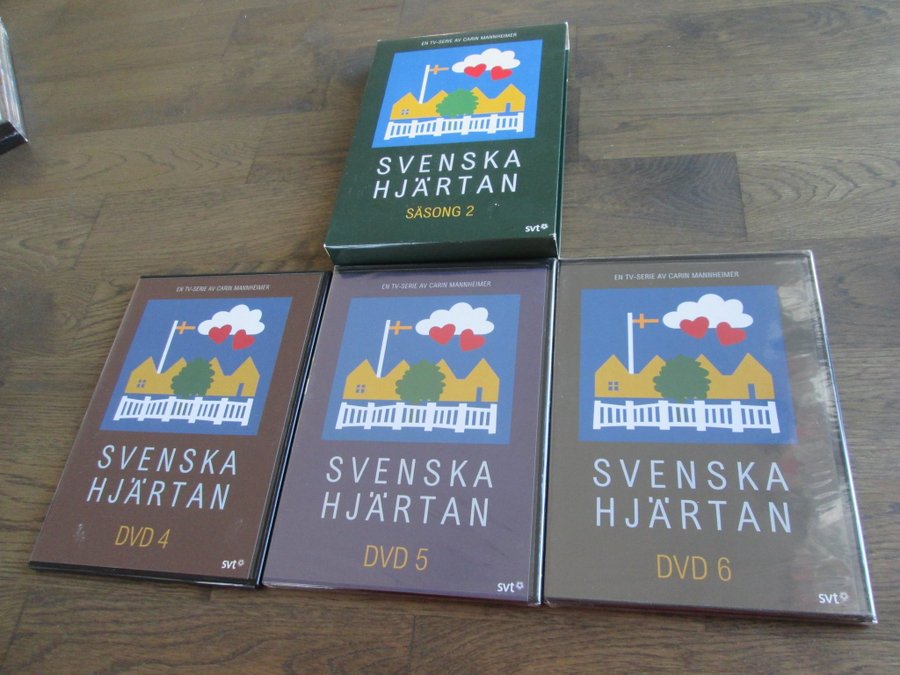 EN TV-SERIE AV CARIN MANNHEIMER
SVENSKA
HJÄRTAN
SÄSONG 2
svt
EN TV-SERIE AV CARIN MANNHEIMER
SVENSKA
HJÄRTAN
DVD 4
svt
EN TV-SERIE AV CARIN MANNHEIMER
SVENSKA
HJÄRTAN
DVD 5
svt
EN TV-SERIE AV CARIN MANNHEIMER
SVENSKA
HJÄRTAN
DVD 6
svt